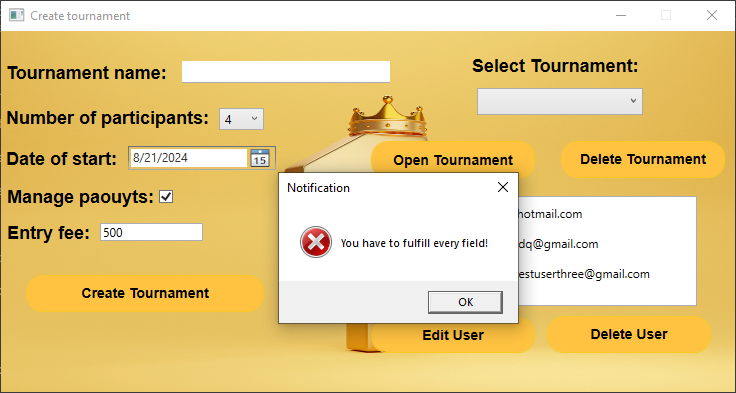 Create tournament
Tournament name:
Select Tournament:
Number of participants: 4
Date of start: 8/21/2024 15
Open Tournament
Delete Tournament
Manage paouyts:
Entry fee: 500
Create Tournament
Notification
You have to fulfill every field!
OK
hotmail.com
dq@gmail.com
estuserthree@gmail.com
Edit User
Delete User